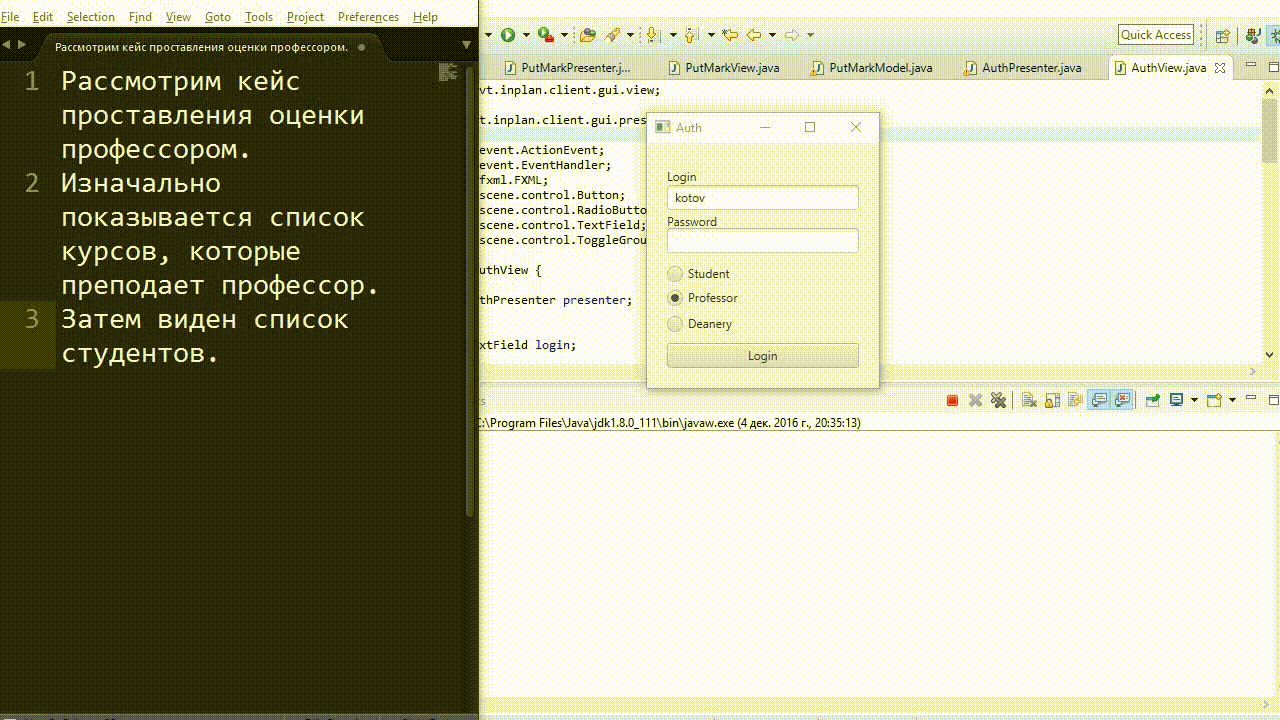 File Edit Selection Find View Goto Tools Project Preferences Help
Рассмотрим кейс проставления оценки профессором.
1 Рассмотрим кейс
проставления оценки
профессором.
2 Изначально
показывается список
курсов, которые
преподает профессор.
3 Затем виден список
студентов.
Quick Access
PutMarkPresenter.j... PutMarkView.java PutMarkModel.java AuthPresenter.java AuthView.java
vt.inplan.client.gui.view;
vt.inplan.client.gui.pres
event.ActionEvent;
event.EventHandler;
fxml.FXML;
scene.control.Button;
scene.control.RadioButto
scene.control.TextField;
scene.control.ToggleGrou
uthView {
thPresenter presenter;
xtField login;
Auth
Login
kotov
Password
Student
Professor
Deanery
Login
C:\Program Files\Java\jdk1.8.0_111\bin\javaw.exe (4 дек. 2016 г., 20:35:13)